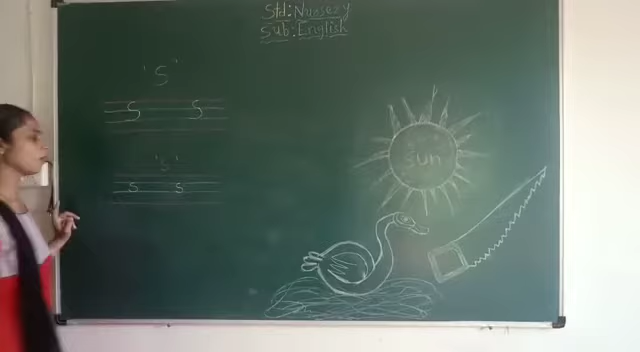 Std: Nursery
Sub: English
'S'
S S
's'
s s
sun